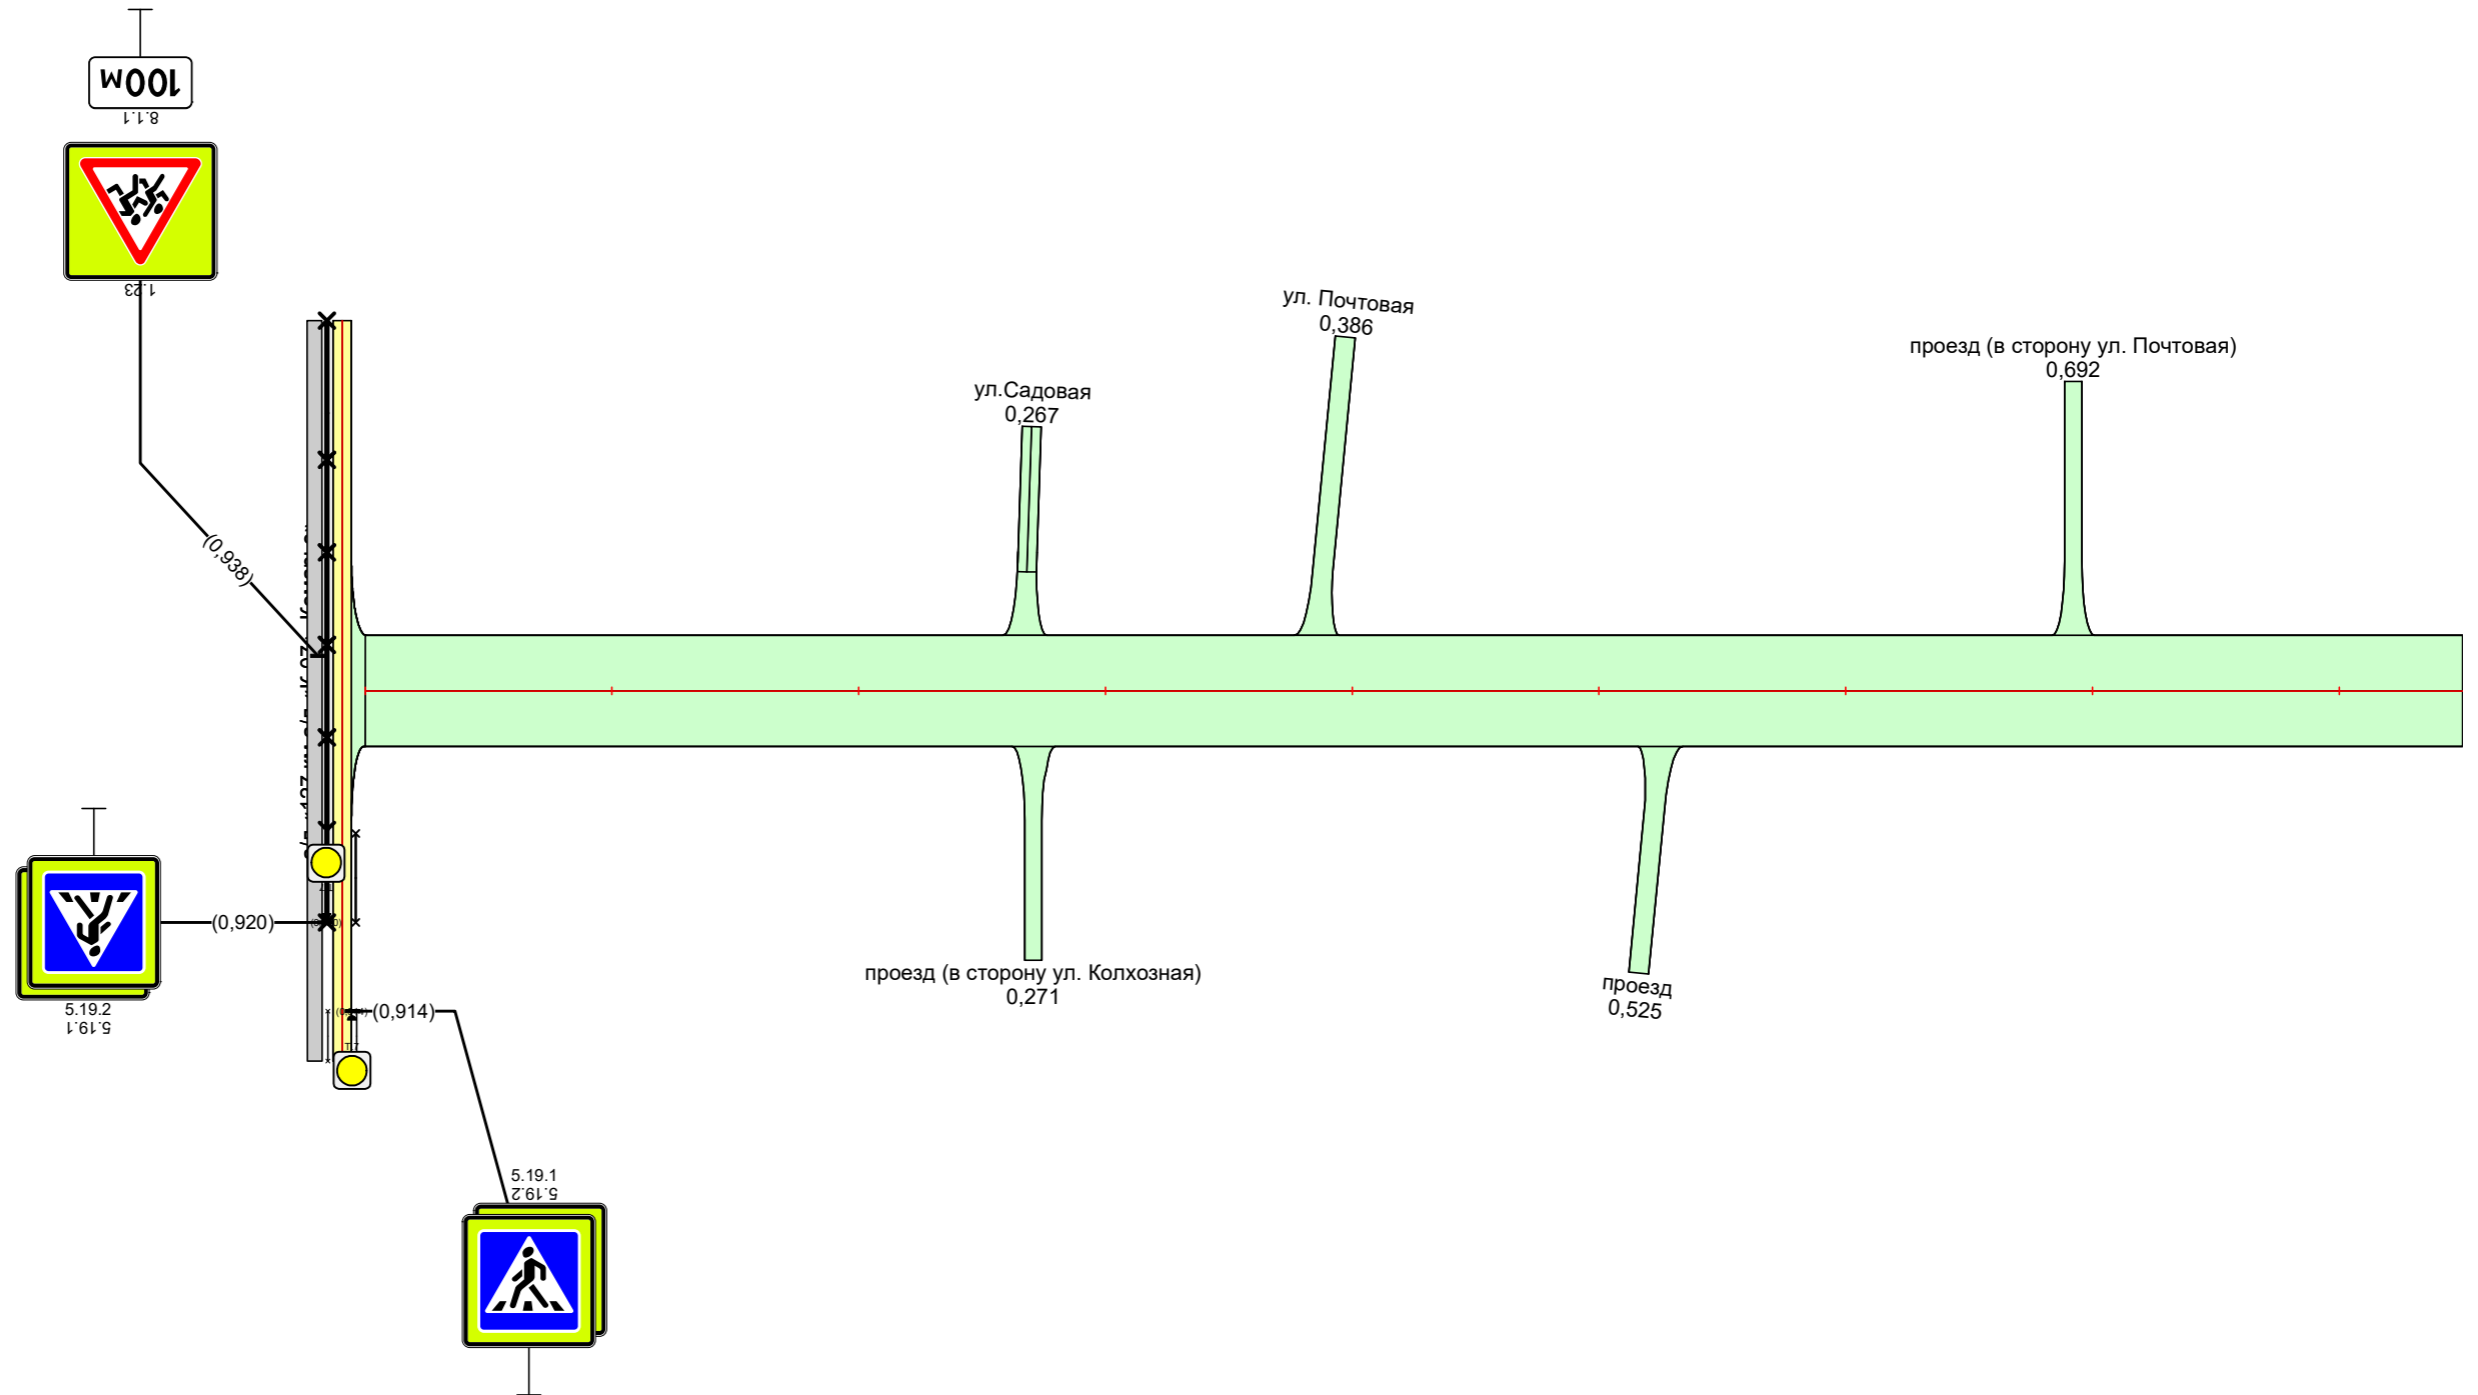 100м
8.1.1
1.23
ул. Почтовая
0,386
проезд (в сторону ул. Почтовая)
0,692
ул.Садовая
0,267
(0,938)
(0,920)
5.19.2
5.19.1
(0,914)
проезд (в сторону ул. Колхозная)
0,271
проезд
0,525
Т.7
5.19.1
5.19.2